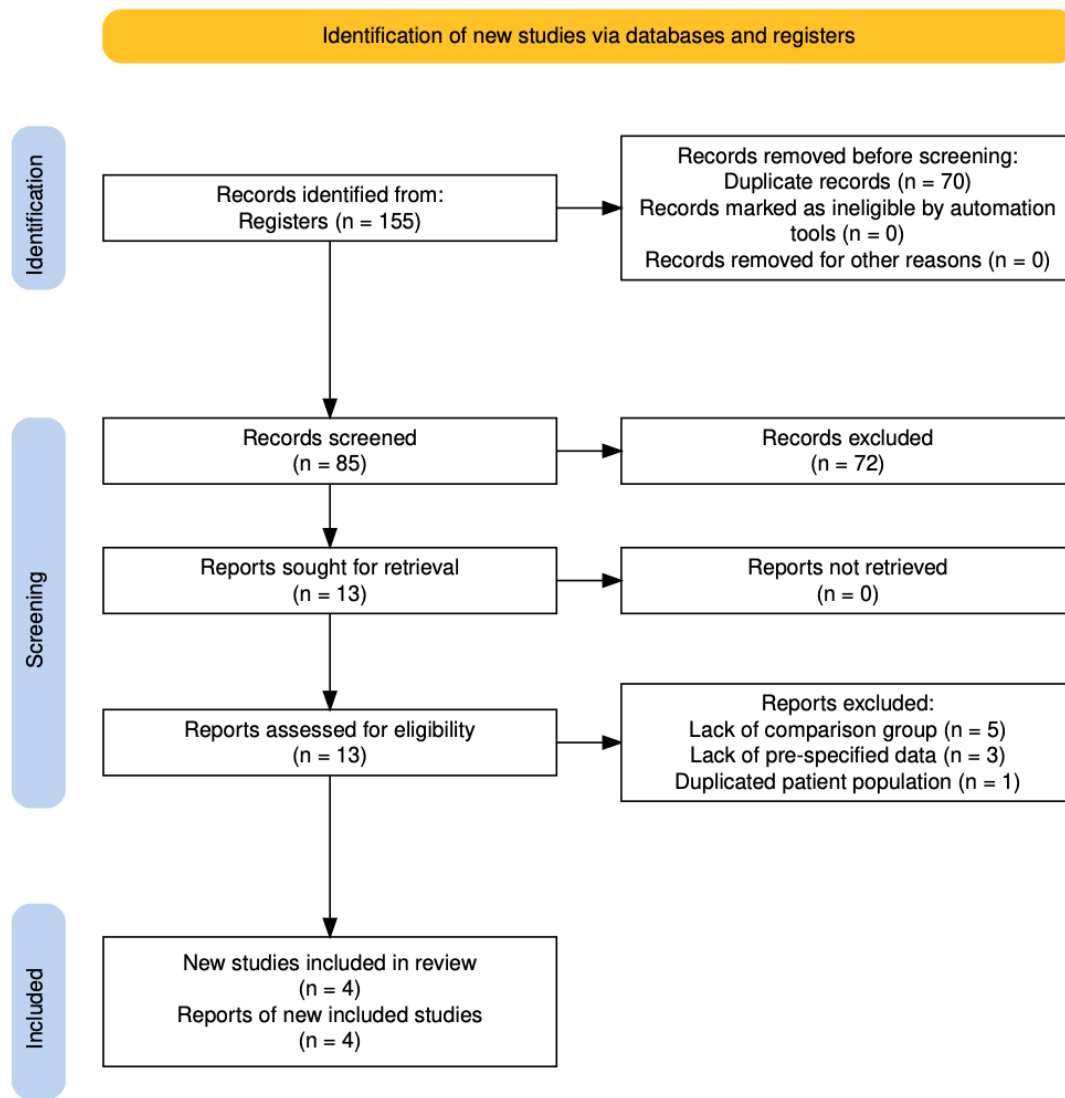 Identification of new studies via databases and registers
Identification
Records identified from:
Registers (n = 155)
Records removed before screening:
Duplicate records (n = 70)
Records marked as ineligible by automation
tools (n = 0)
Records removed for other reasons (n = 0)
Screening
Records screened
(n = 85)
Records excluded
(n = 72)
Reports sought for retrieval
(n = 13)
Reports not retrieved
(n = 0)
Reports assessed for eligibility
(n = 13)
Reports excluded:
Lack of comparison group (n = 5)
Lack of pre-specified data (n = 3)
Duplicated patient population (n = 1)
Included
New studies included in review
(n = 4)
Reports of new included studies
(n = 4)